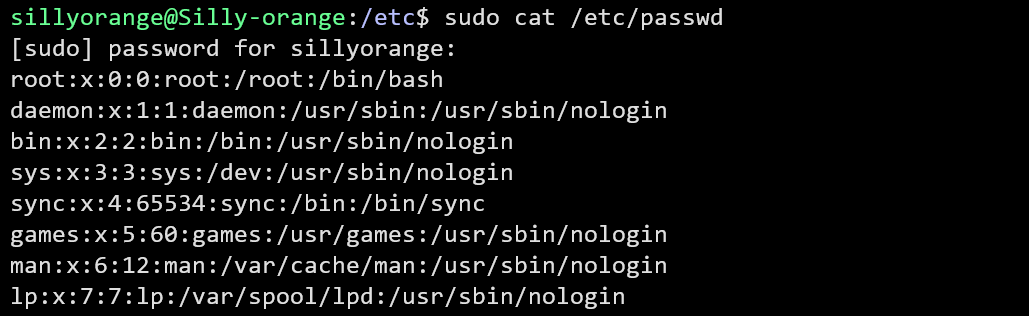 sillyorange@Silly-orange:/etc$ sudo cat /etc/passwd
[sudo] password for sillyorange:
root:x:0:0:root:/root:/bin/bash
daemon:x:1:1:daemon:/usr/sbin:/usr/sbin/nologin
bin:x:2:2:bin:/bin:/usr/sbin/nologin
sys:x:3:3:sys:/dev:/usr/sbin/nologin
sync:x:4:65534:sync:/bin:/bin/sync
games:x:5:60:games:/usr/games:/usr/sbin/nologin
man:x:6:12:man:/var/cache/man:/usr/sbin/nologin
lp:x:7:7:lp:/var/spool/lpd:/usr/sbin/nologin